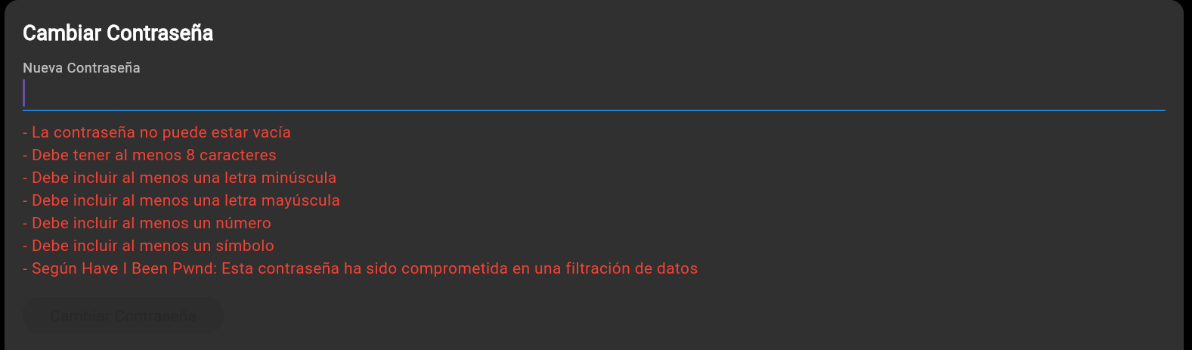 Cambiar Contraseña
Nueva Contraseña
- La contraseña no puede estar vacía
- Debe tener al menos 8 caracteres
- Debe incluir al menos una letra minúscula
- Debe incluir al menos una letra mayúscula
- Debe incluir al menos un número
- Debe incluir al menos un símbolo
- Según Have I Been Pwnd: Esta contraseña ha sido comprometida en una filtración de datos
Cambiar Contraseña